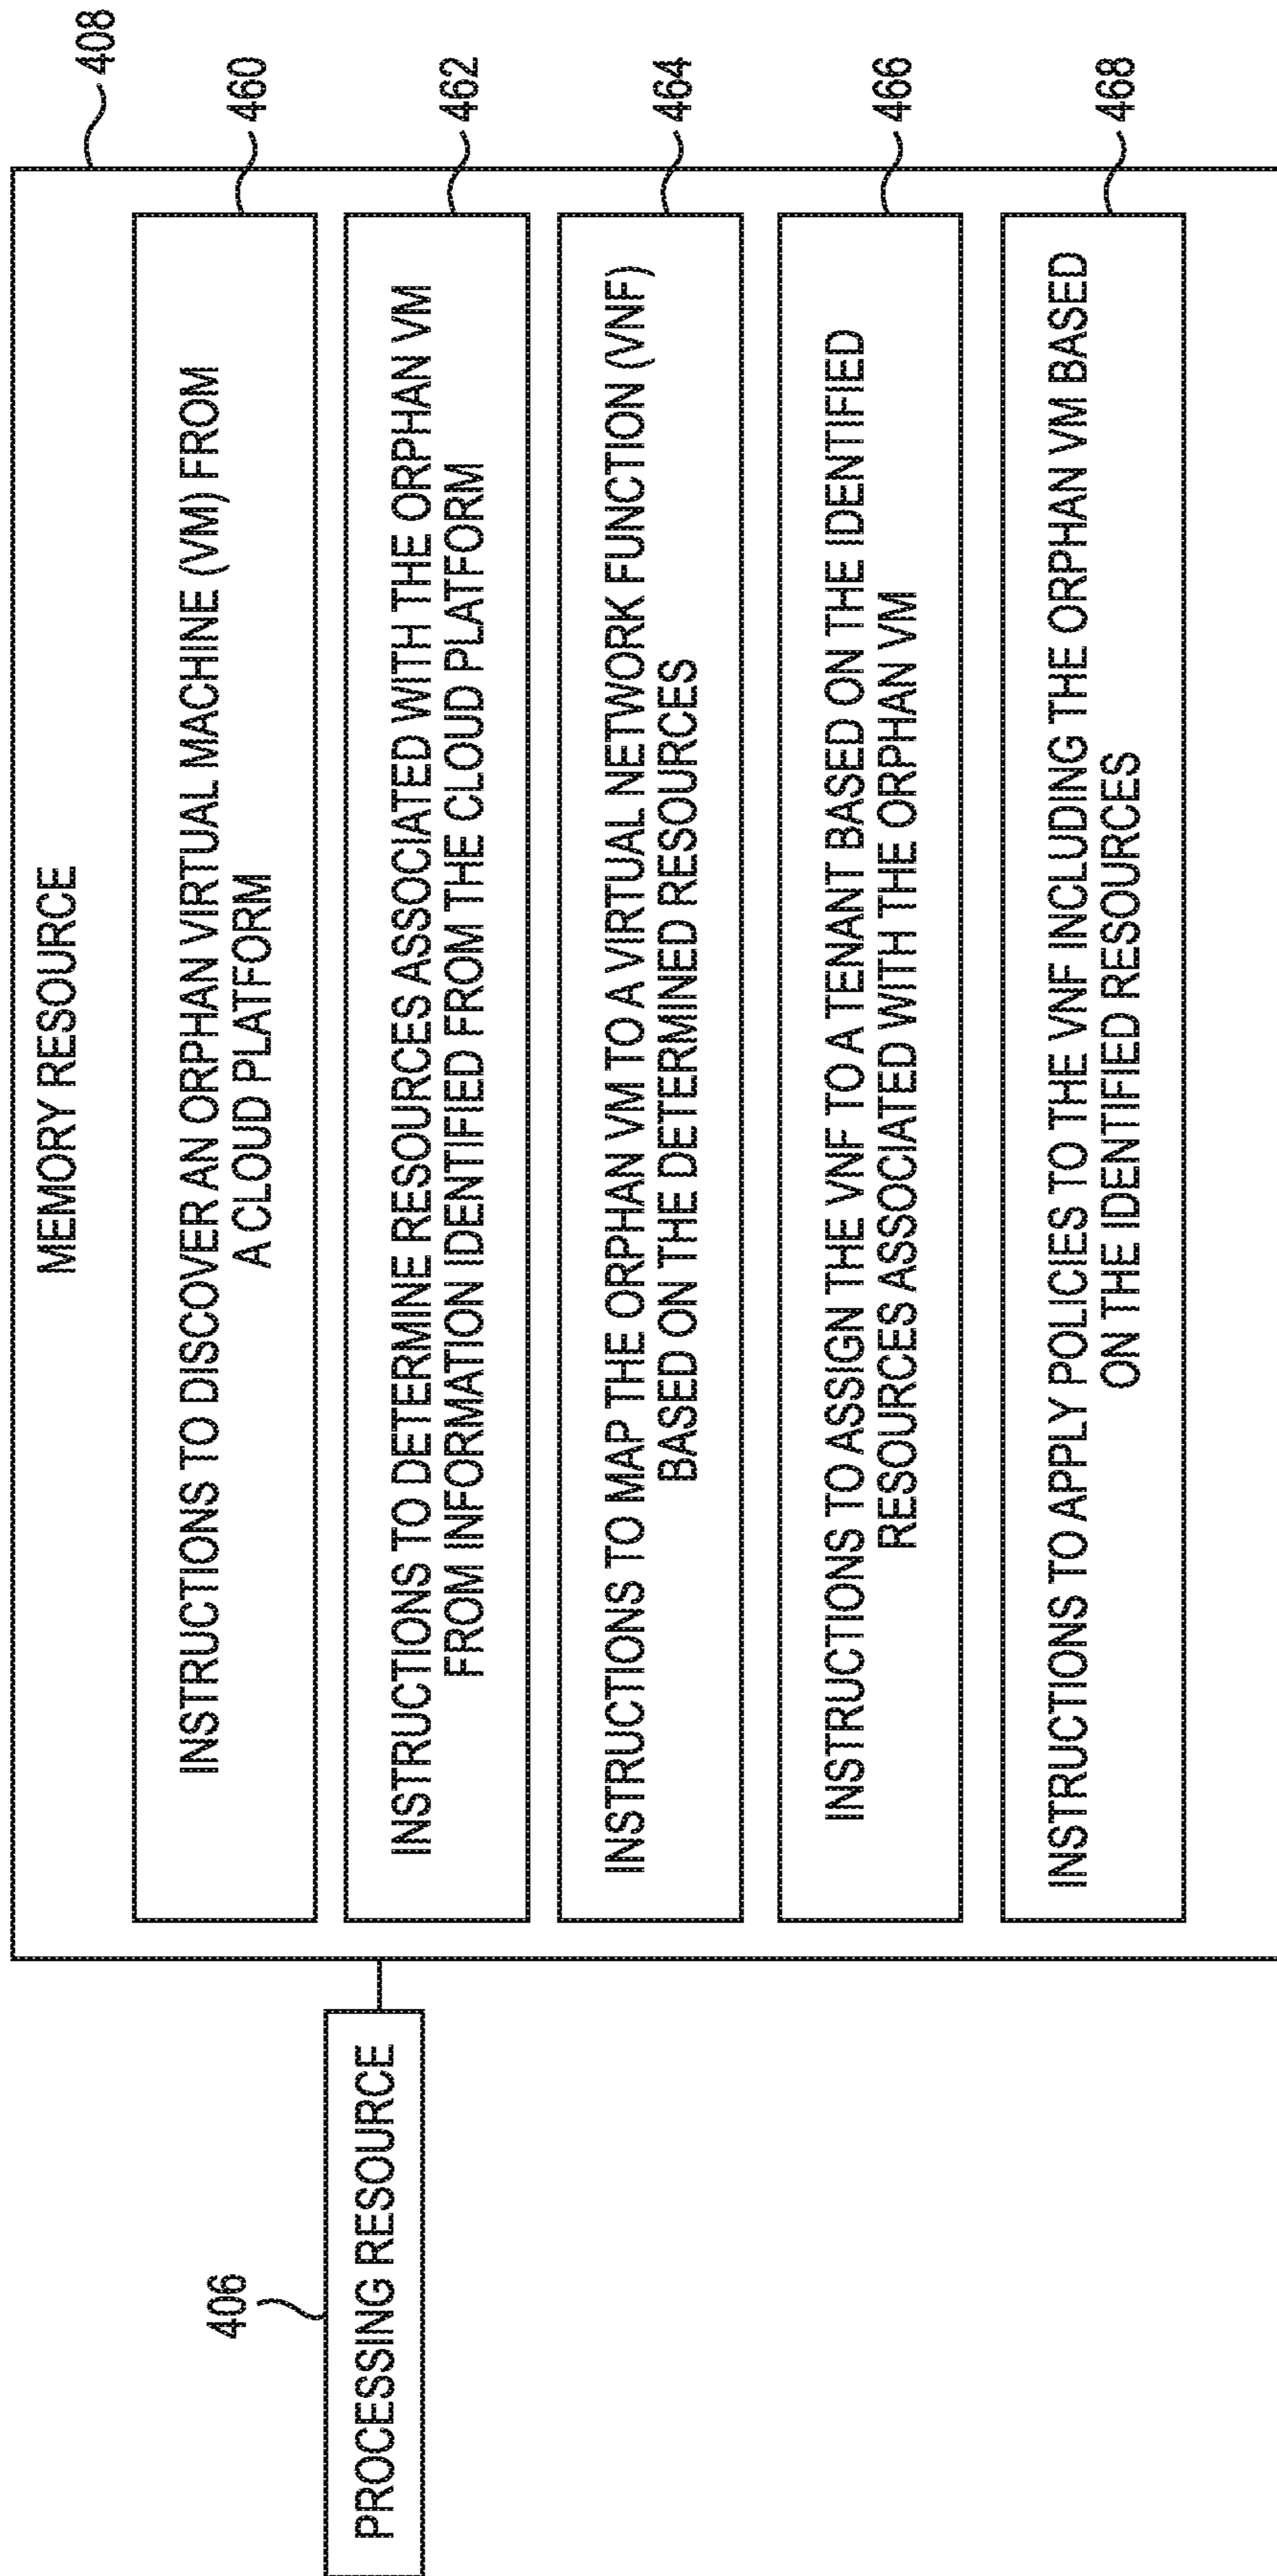 408
MEMORY RESOURCE
INSTRUCTIONS TO DISCOVER AN ORPHAN VIRTUAL MACHINE (VM) FROM
A CLOUD PLATFORM
460
INSTRUCTIONS TO DETERMINE RESOURCES ASSOCIATED WITH THE ORPHAN VM
FROM INFORMATION IDENTIFIED FROM THE CLOUD PLATFORM
462
INSTRUCTIONS TO MAP THE ORPHAN VM TO A VIRTUAL NETWORK FUNCTION (VNF)
BASED ON THE DETERMINED RESOURCES
464
INSTRUCTIONS TO ASSIGN THE VNF TO A TENANT BASED ON THE IDENTIFIED
RESOURCES ASSOCIATED WITH THE ORPHAN VM
466
INSTRUCTIONS TO APPLY POLICIES TO THE VNF INCLUDING THE ORPHAN VM BASED
ON THE IDENTIFIED RESOURCES
468
406
PROCESSING RESOURCE